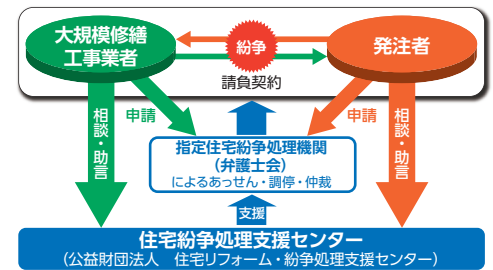 大規模修繕
工事業者
紛争
発注者
請負契約
相談・助言
申請
申請
相談・助言
指定住宅紛争処理機関
(弁護士会)
によるあっせん・調停・仲裁
支援
住宅紛争処理支援センター
(公益財団法人　住宅リフォーム・紛争処理支援センター)